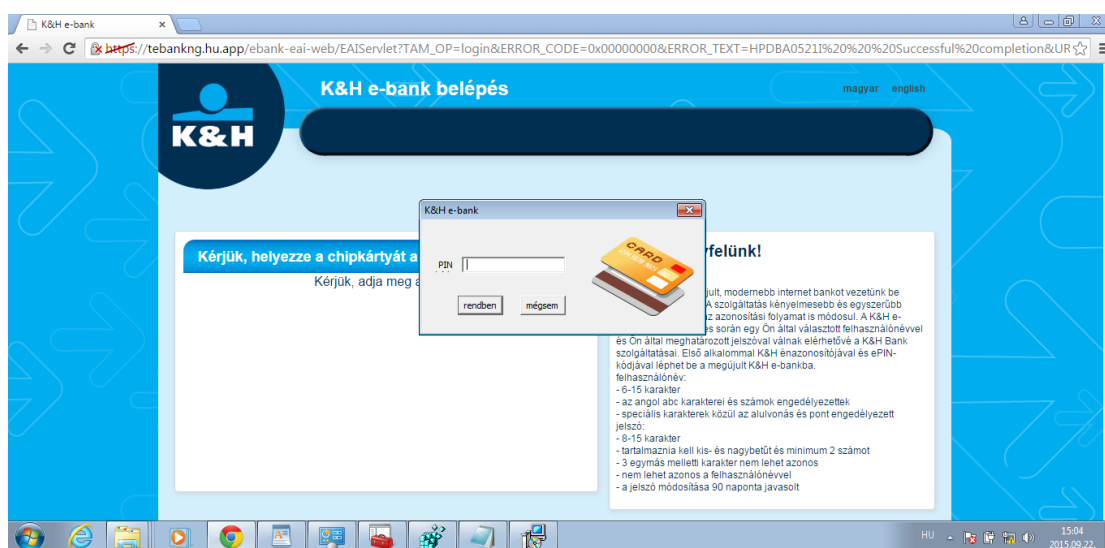 K&H e-bank
https://tebankng.hu.app/ebank-eai-web/EAIServlet?TAM_OP=login&ERROR_CODE=0x00000000&ERROR_TEXT=HPDBA0521I%20%20%20Successful%20completion&UR
K&H e-bank belépés
magyar english
K&H
K&H e-bank
PIN
CARD
rendben mégsem
Kérjük, helyezze a chipkártyát a
Kérjük, adja meg a
felünk!
jult, modernebb internet bankot vezetünk be
A szolgáltatás kényelmesebb és egyszerűbb
azonosítási folyamat is módosul. A K&H e-
során egy Ön által választott felhasználónévvel
és Ön által meghatározott jelszóval válnak elérhetővé a K&H Bank
szolgáltatásai. Első alkalommal K&H énazonosítójával és ePIN-
kódjával léphet be a megújult K&H e-bankba.
felhasználónév:
- 6-15 karakter
- az angol abc karakterei és számok engedélyezettek
- speciális karakterek közül az alulvonás és pont engedélyezett
jelszó:
- 8-15 karakter
- tartalmaznia kell kis- és nagybetűt és minimum 2 számot
- 3 egymás melletti karakter nem lehet azonos
- nem lehet azonos a felhasználónévvel
- a jelszó módosítása 90 naponta javasolt
HU
15:04
2015.09.22.